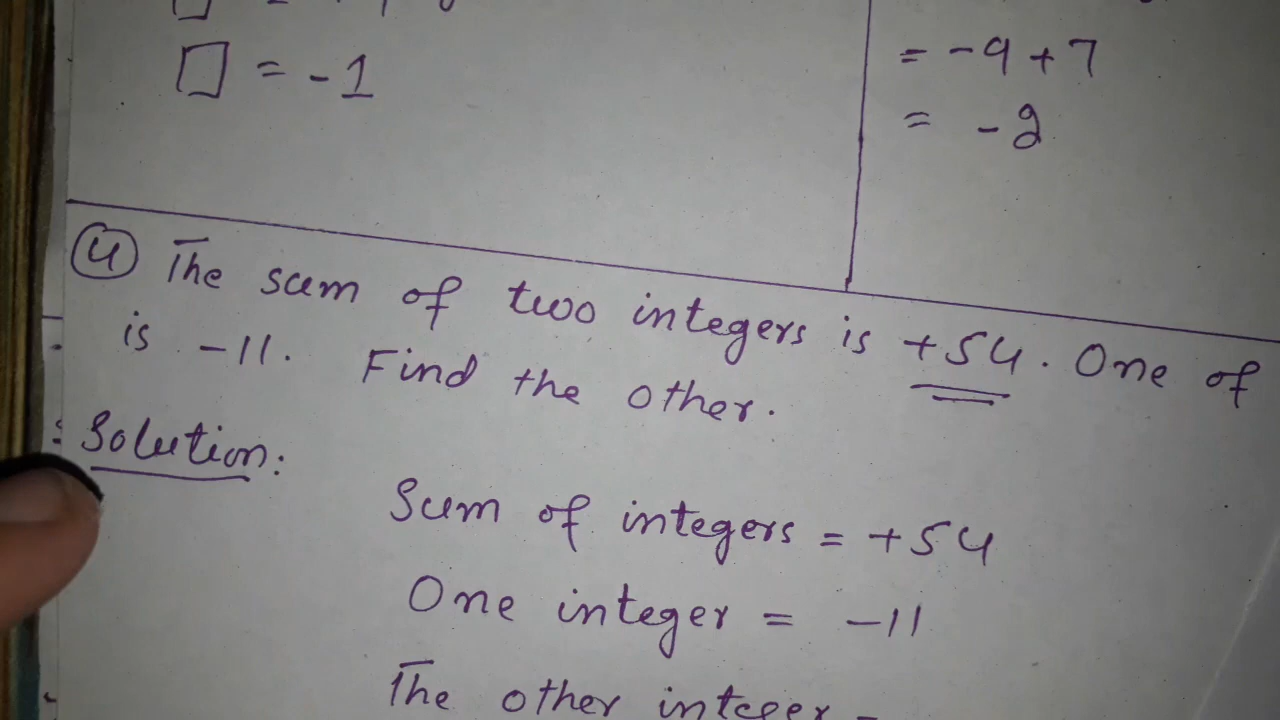 □ = -1
= -9 + 7
= -2
④ The sum of two integers is +54. One of
is -11. Find the other.
Solution:
Sum of integers = +54
One integer = -11
The other integer =